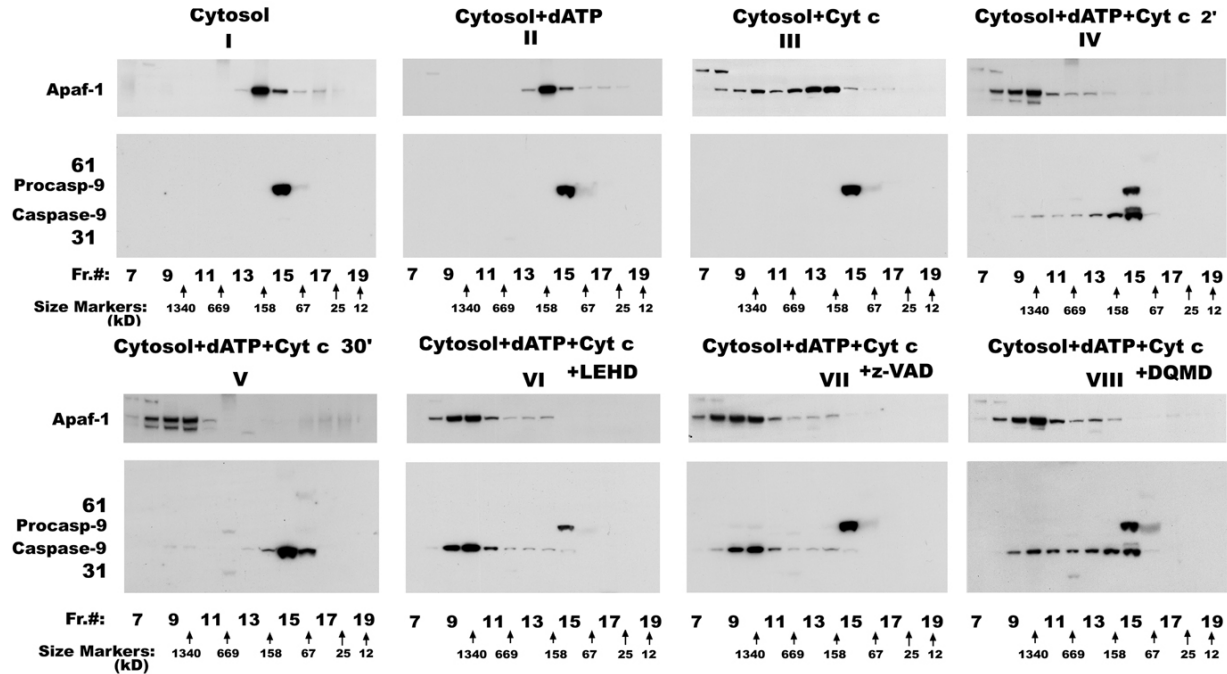 Cytosol Cytosol+dATP Cytosol+Cyt c Cytosol+dATP+Cyt c 2'
I II III IV
Apaf-1
61
Procasp-9
Caspase-9
31
Fr.#: 7 9 11 13 15 17 19 7 9 11 13 15 17 19 7 9 11 13 15 17 19 7 9 11 13 15 17 19
Size Markers: 1340 669 158 67 25 12 1340 669 158 67 25 12 1340 669 158 67 25 12 1340 669 158 67 25 12
(kD)
Cytosol+dATP+Cyt c 30' Cytosol+dATP+Cyt c Cytosol+dATP+Cyt c Cytosol+dATP+Cyt c
V VI +LEHD VII +z-VAD VIII +DQMD
Apaf-1
61
Procasp-9
Caspase-9
31
Fr.#: 7 9 11 13 15 17 19 7 9 11 13 15 17 19 7 9 11 13 15 17 19 7 9 11 13 15 17 19
Size Markers: 1340 669 158 67 25 12 1340 669 158 67 25 12 1340 669 158 67 25 12 1340 669 158 67 25 12
(kD)